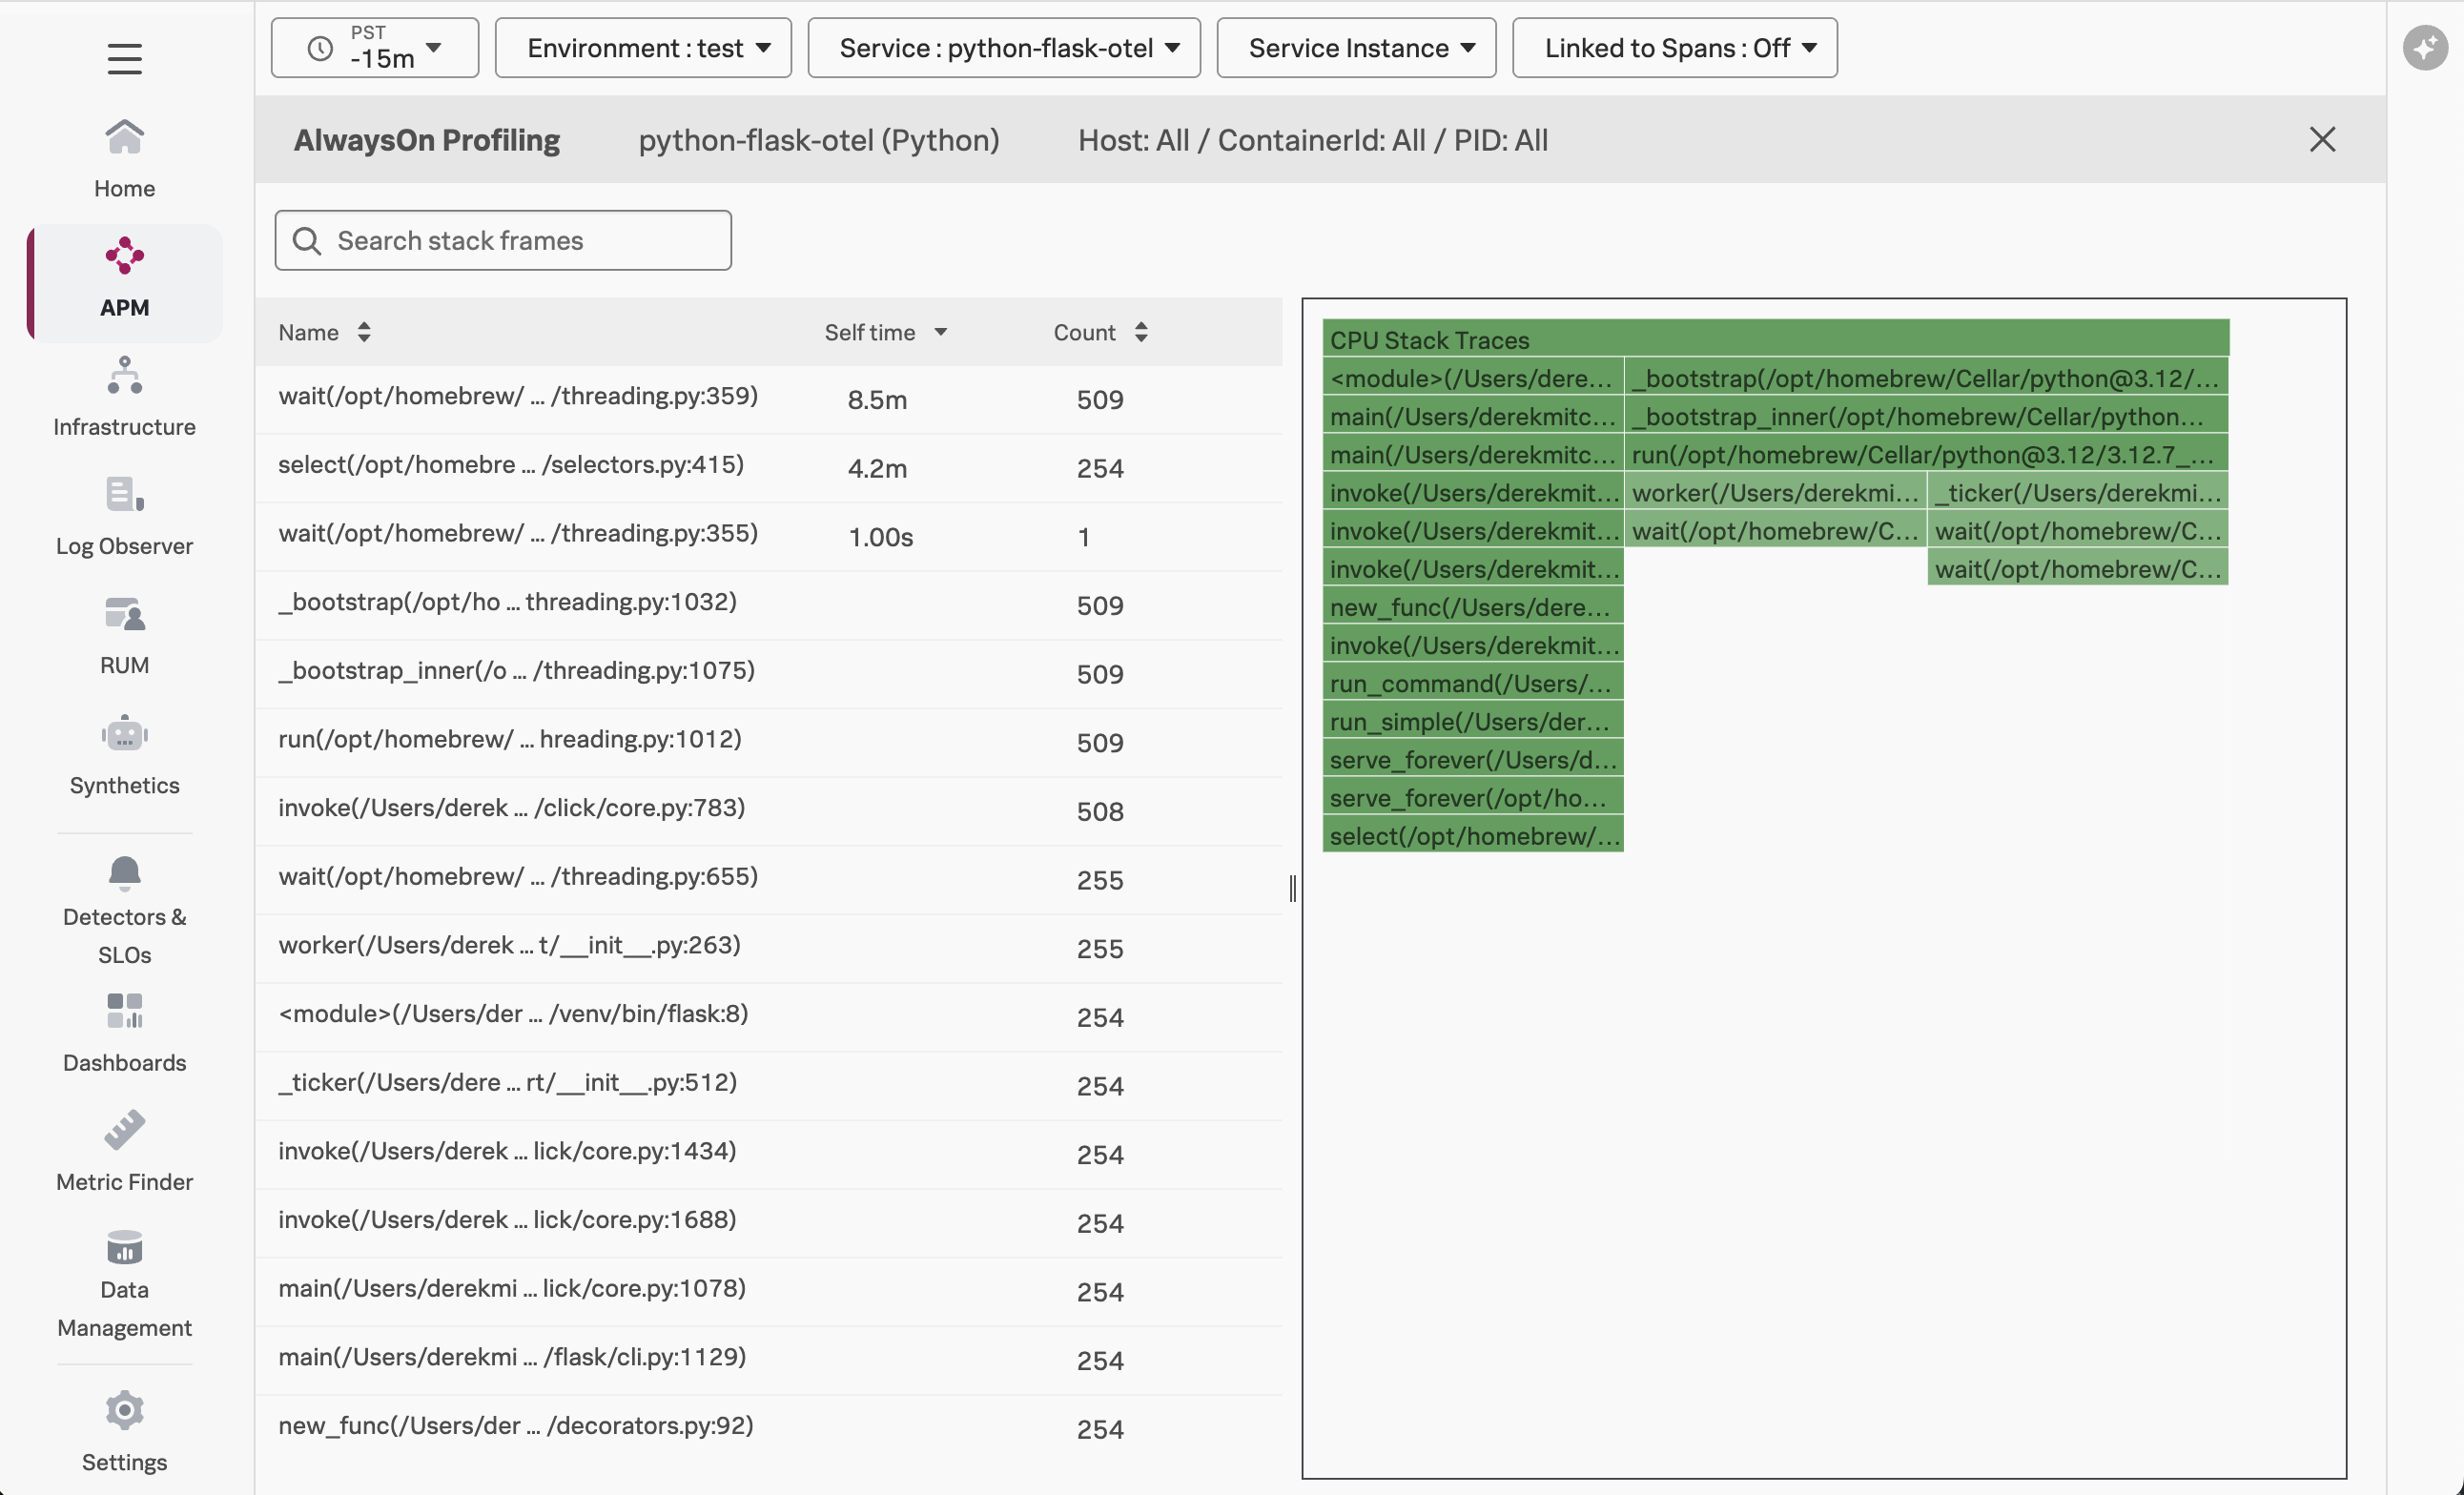 PST
-15m
Environment : test
Service : python-flask-otel
Service Instance
Linked to Spans : Off
Home
APM
Infrastructure
Log Observer
RUM
Synthetics
Detectors &
SLOs
Dashboards
Metric Finder
Data
Management
Settings
AlwaysOn Profiling python-flask-otel (Python) Host: All / ContainerId: All / PID: All
Search stack frames
Name Self time Count
wait(/opt/homebrew/ ... /threading.py:359) 8.5m 509
select(/opt/homebre ... /selectors.py:415) 4.2m 254
wait(/opt/homebrew/ ... /threading.py:355) 1.00s 1
_bootstrap(/opt/ho ... threading.py:1032) 509
_bootstrap_inner(/o ... /threading.py:1075) 509
run(/opt/homebrew/ ... hreading.py:1012) 509
invoke(/Users/derek ... /click/core.py:783) 508
wait(/opt/homebrew/ ... /threading.py:655) 255
worker(/Users/derek ... t/__init__.py:263) 255
<module>(/Users/der ... /venv/bin/flask:8) 254
_ticker(/Users/dere ... rt/__init__.py:512) 254
invoke(/Users/derek ... lick/core.py:1434) 254
invoke(/Users/derek ... lick/core.py:1688) 254
main(/Users/derekmi ... lick/core.py:1078) 254
main(/Users/derekmi ... /flask/cli.py:1129) 254
new_func(/Users/der ... /decorators.py:92) 254
CPU Stack Traces
<module>(/Users/dere... _bootstrap(/opt/homebrew/Cellar/python@3.12/...
main(/Users/derekmitc... _bootstrap_inner(/opt/homebrew/Cellar/python...
main(/Users/derekmitc... run(/opt/homebrew/Cellar/python@3.12/3.12.7_...
invoke(/Users/derekmit... worker(/Users/derekmi... _ticker(/Users/derekmi...
invoke(/Users/derekmit... wait(/opt/homebrew/C... wait(/opt/homebrew/C...
invoke(/Users/derekmit... wait(/opt/homebrew/C...
new_func(/Users/dere...
invoke(/Users/derekmit...
run_command(/Users/...
run_simple(/Users/der...
serve_forever(/Users/d...
serve_forever(/opt/ho...
select(/opt/homebrew/...